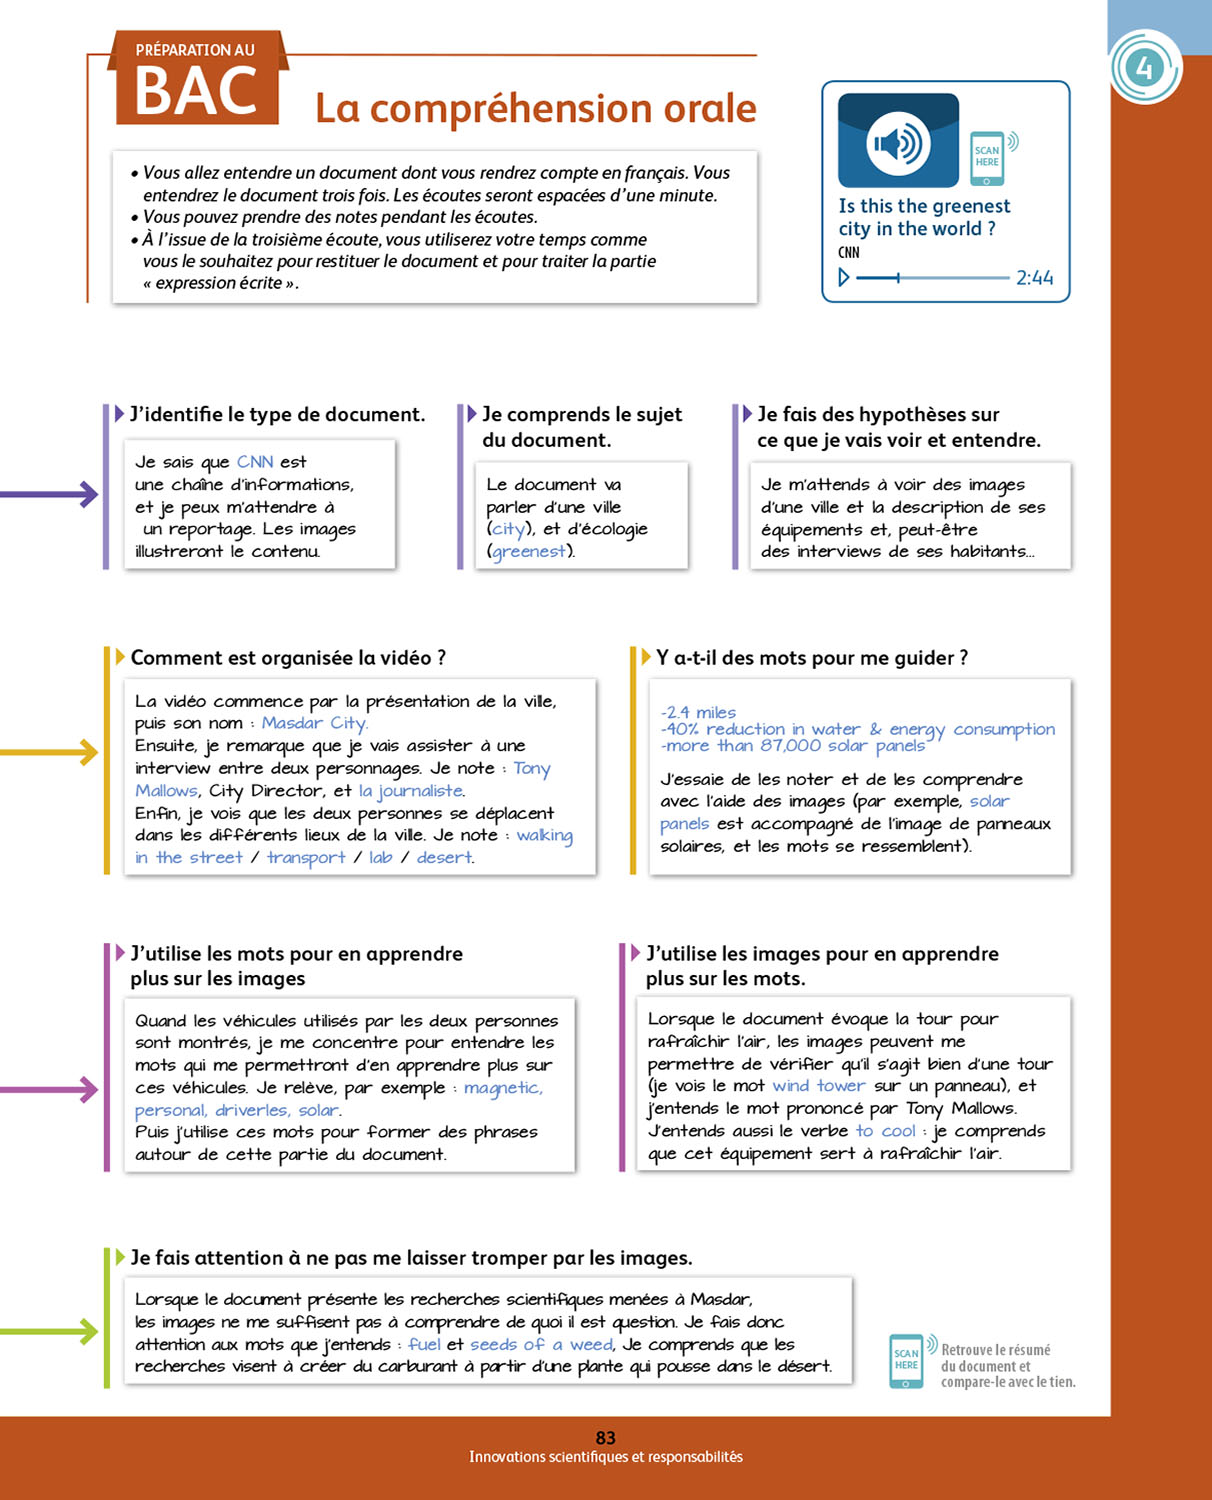 PRÉPARATION AU
BAC
La compréhension orale
4
• Vous allez entendre un document dont vous rendrez compte en français. Vous
entendrez le document trois fois. Les écoutes seront espacées d'une minute.
• Vous pouvez prendre des notes pendant les écoutes.
• À l'issue de la troisième écoute, vous utiliserez votre temps comme
vous le souhaitez pour restituer le document et pour traiter la partie
« expression écrite ».
SCAN
HERE
Is this the greenest
city in the world ?
CNN
2:44
J'identifie le type de document.
Je sais que CNN est
une chaîne d'informations,
et je peux m'attendre à
un reportage. Les images
illustreront le contenu.
Je comprends le sujet
du document.
Le document va
parler d'une ville
(city), et d'écologie
(greenest).
Je fais des hypothèses sur
ce que je vais voir et entendre.
Je m'attends à voir des images
d'une ville et la description de ses
équipements et, peut-être
des interviews de ses habitants...
Comment est organisée la vidéo ?
La vidéo commence par la présentation de la ville,
puis son nom : Masdar City.
Ensuite, je remarque que je vais assister à une
interview entre deux personnages. Je note : Tony
Mallows, City Director, et la journaliste.
Enfin, je vois que les deux personnes se déplacent
dans les différents lieux de la ville. Je note : walking
in the street / transport / lab / desert.
Y a-t-il des mots pour me guider ?
-2.4 miles
-40% reduction in water & energy consumption
-more than 87,000 solar panels
J'essaie de les noter et de les comprendre
avec l'aide des images (par exemple, solar
panels est accompagné de l'image de panneaux
solaires, et les mots se ressemblent).
J'utilise les mots pour en apprendre
plus sur les images
Quand les véhicules utilisés par les deux personnes
sont montrés, je me concentre pour entendre les
mots qui me permettront d'en apprendre plus sur
ces véhicules. Je relève, par exemple : magnetic,
personal, driverles, solar.
Puis j'utilise ces mots pour former des phrases
autour de cette partie du document.
J'utilise les images pour en apprendre
plus sur les mots.
Lorsque le document évoque la tour pour
rafraîchir l'air, les images peuvent me
permettre de vérifier qu'il s'agit bien d'une tour
(je vois le mot wind tower sur un panneau), et
j'entends le mot prononcé par Tony Mallows.
J'entends aussi le verbe to cool : je comprends
que cet équipement sert à rafraîchir l'air.
Je fais attention à ne pas me laisser tromper par les images.
Lorsque le document présente les recherches scientifiques menées à Masdar,
les images ne me suffisent pas à comprendre de quoi il est question. Je fais donc
attention aux mots que j'entends : fuel et seeds of a weed, Je comprends que les
recherches visent à créer du carburant à partir d'une plante qui pousse dans le désert.
SCAN
HERE
Retrouve le résumé
du document et
compare-le avec le tien.
83
Innovations scientifiques et responsabilités